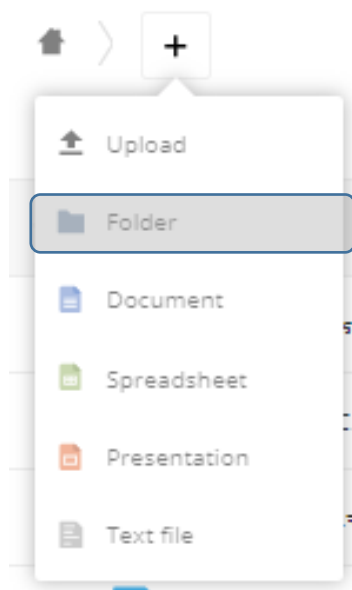 +
Upload
Folder
Document
Spreadsheet
Presentation
Text file